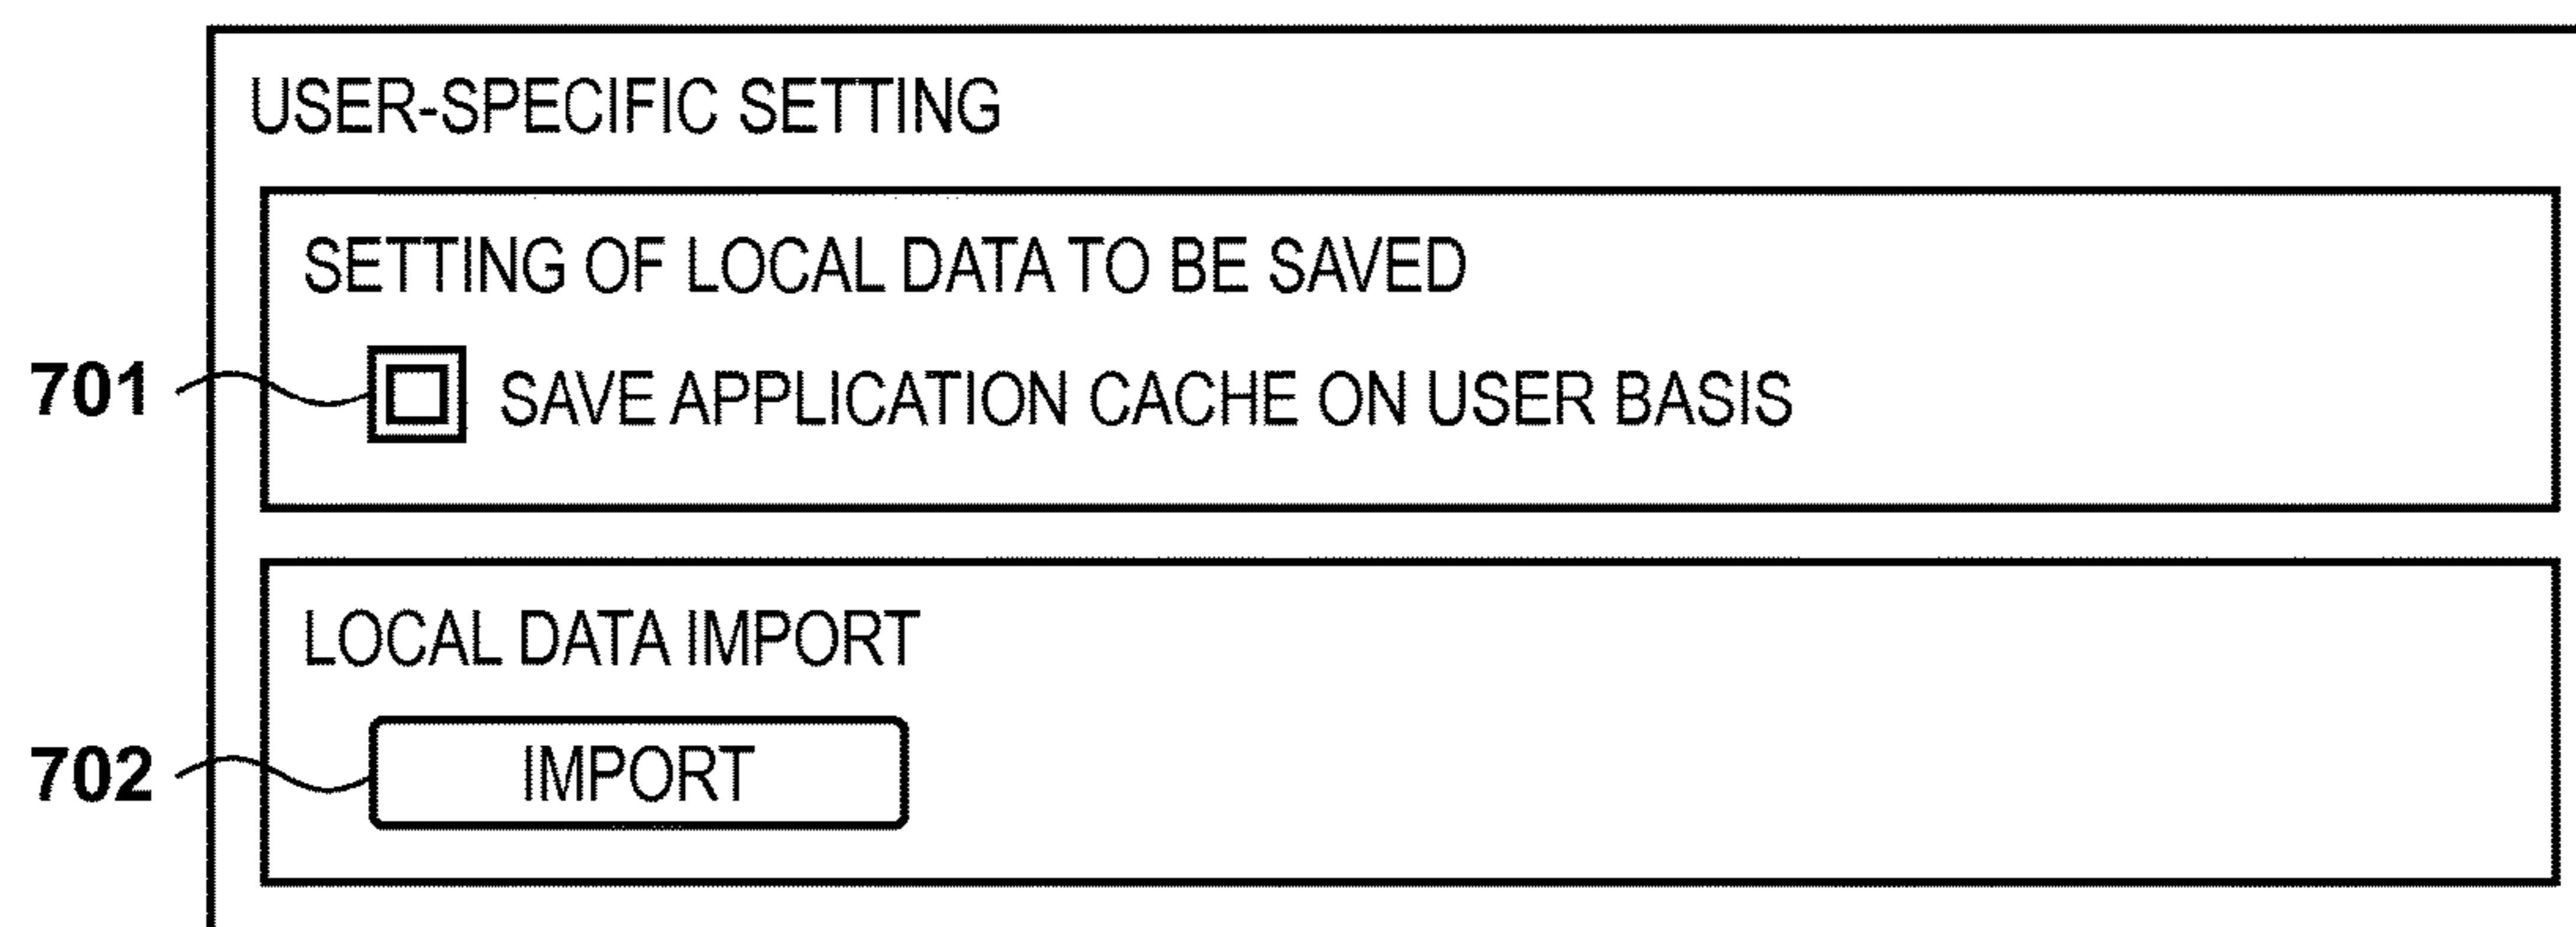 USER-SPECIFIC SETTING
SETTING OF LOCAL DATA TO BE SAVED
701
SAVE APPLICATION CACHE ON USER BASIS
LOCAL DATA IMPORT
702
IMPORT